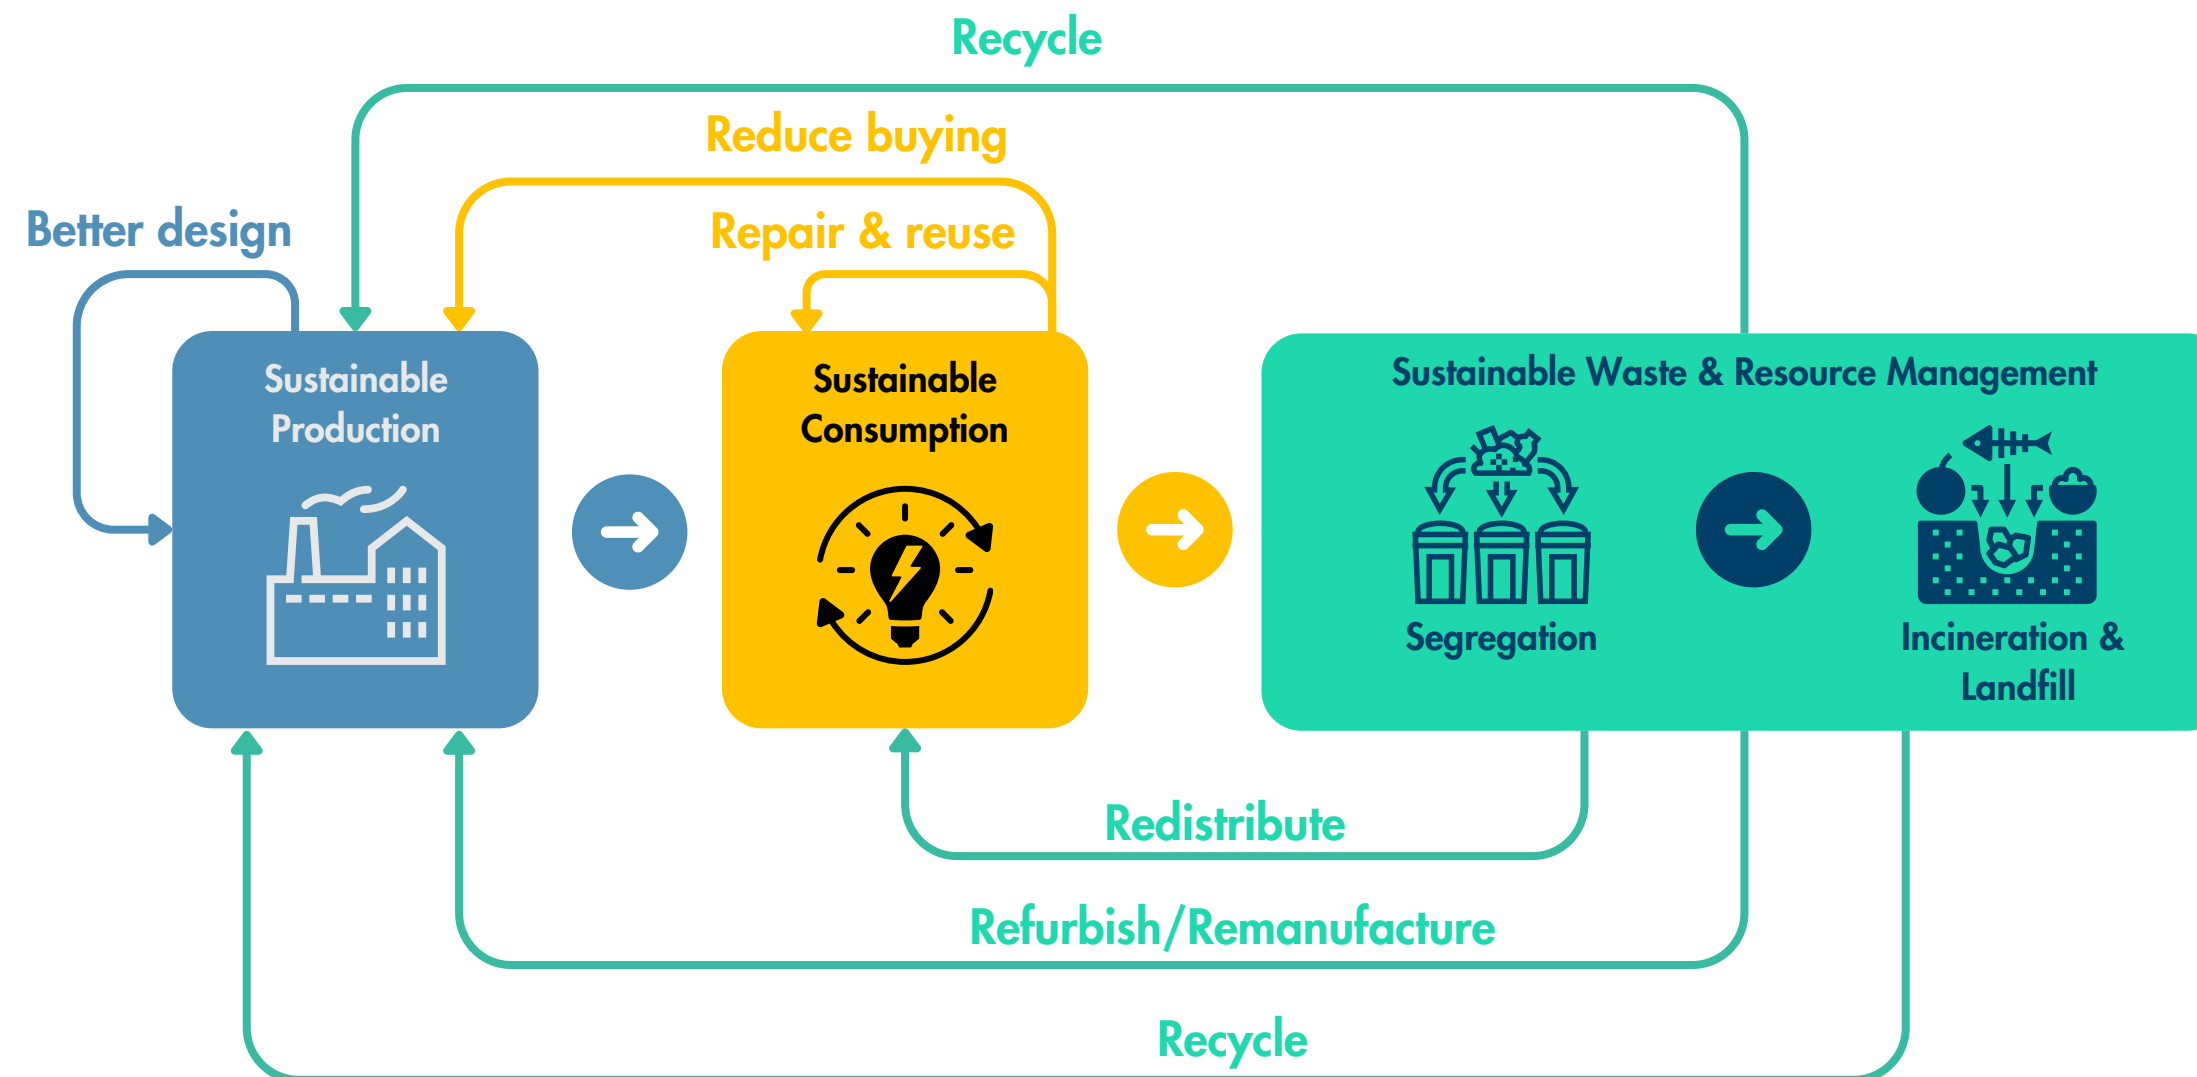 Recycle
Reduce buying
Better design
Repair & reuse
Sustainable
Production
Sustainable
Consumption
Sustainable Waste & Resource Management
Segregation
Incineration &
Landfill
Redistribute
Refurbish/Remanufacture
Recycle